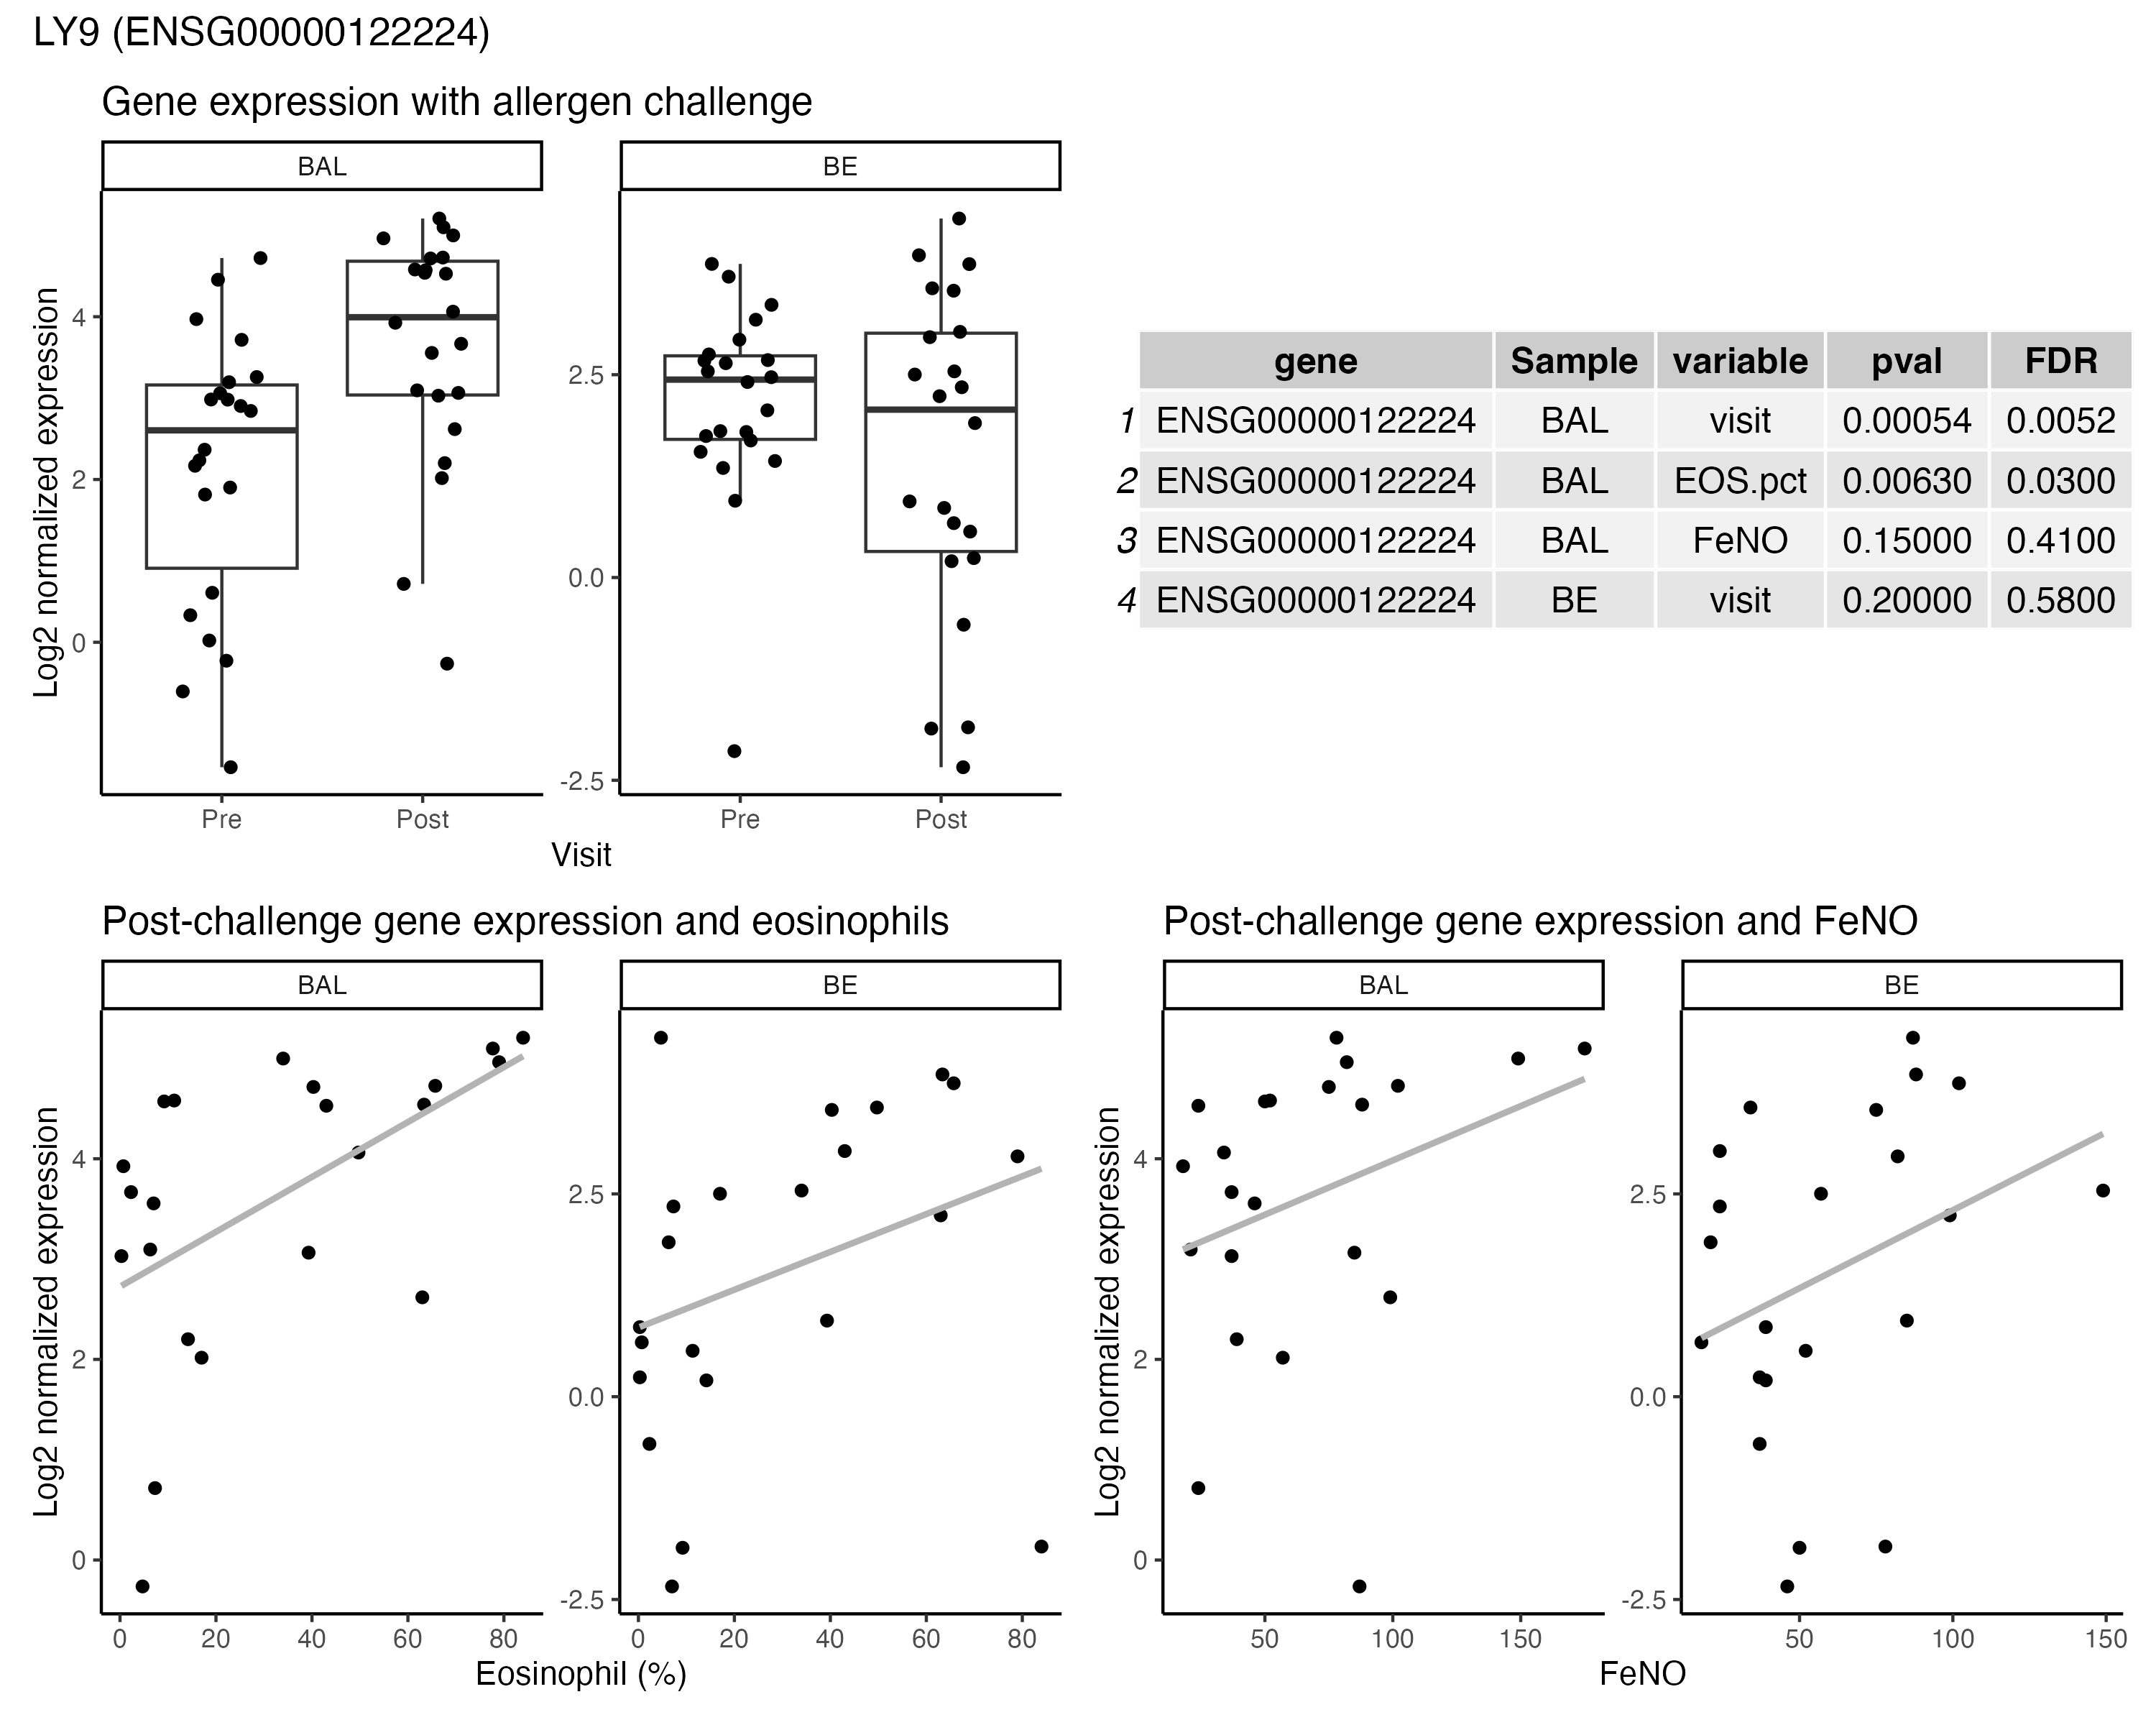 LY9 (ENSG00000122224)
Gene expression with allergen challenge
BAL
BE
Log2 normalized expression
4
2
0
2.5
0.0
-2.5
Pre
Post
Pre
Post
Visit
gene Sample variable pval FDR
1 ENSG00000122224 BAL visit 0.00054 0.0052
2 ENSG00000122224 BAL EOS.pct 0.00630 0.0300
3 ENSG00000122224 BAL FeNO 0.15000 0.4100
4 ENSG00000122224 BE visit 0.20000 0.5800
Post-challenge gene expression and eosinophils
BAL
BE
Log2 normalized expression
4
2
0
2.5
0.0
-2.5
0 20 40 60 80
0 20 40 60 80
Eosinophil (%)
Post-challenge gene expression and FeNO
BAL
BE
Log2 normalized expression
4
2
0
2.5
0.0
-2.5
50 100 150
50 100 150
FeNO